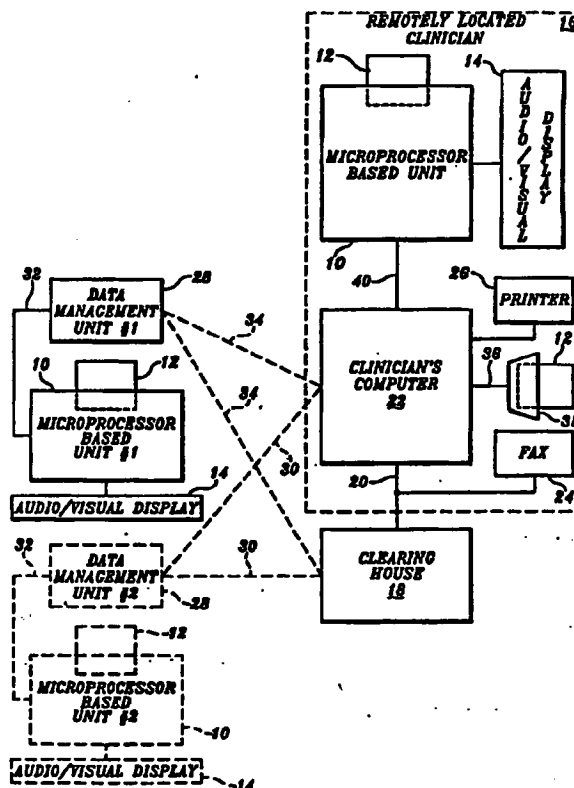 REMOTELY LOCATED
CLINICIAN
16
12
14
MICROPROCESSOR
BASED UNIT
AUDIO/VISUAL
DISPLAY
10
40
28
32
DATA
MANAGEMENT
UNIT #1
34
26
PRINTER
10
12
MICROPROCESSOR
BASED
UNIT #1
34
30
CLINICIAN'S
COMPUTER
22
36
12
FAX
24
14
AUDIO/VISUAL DISPLAY
20
32
DATA
MANAGEMENT
UNIT #2
28
30
CLEARING
HOUSE
18
12
MICROPROCESSOR
BASED
UNIT #2
10
AUDIO/VISUAL DISPLAY
14